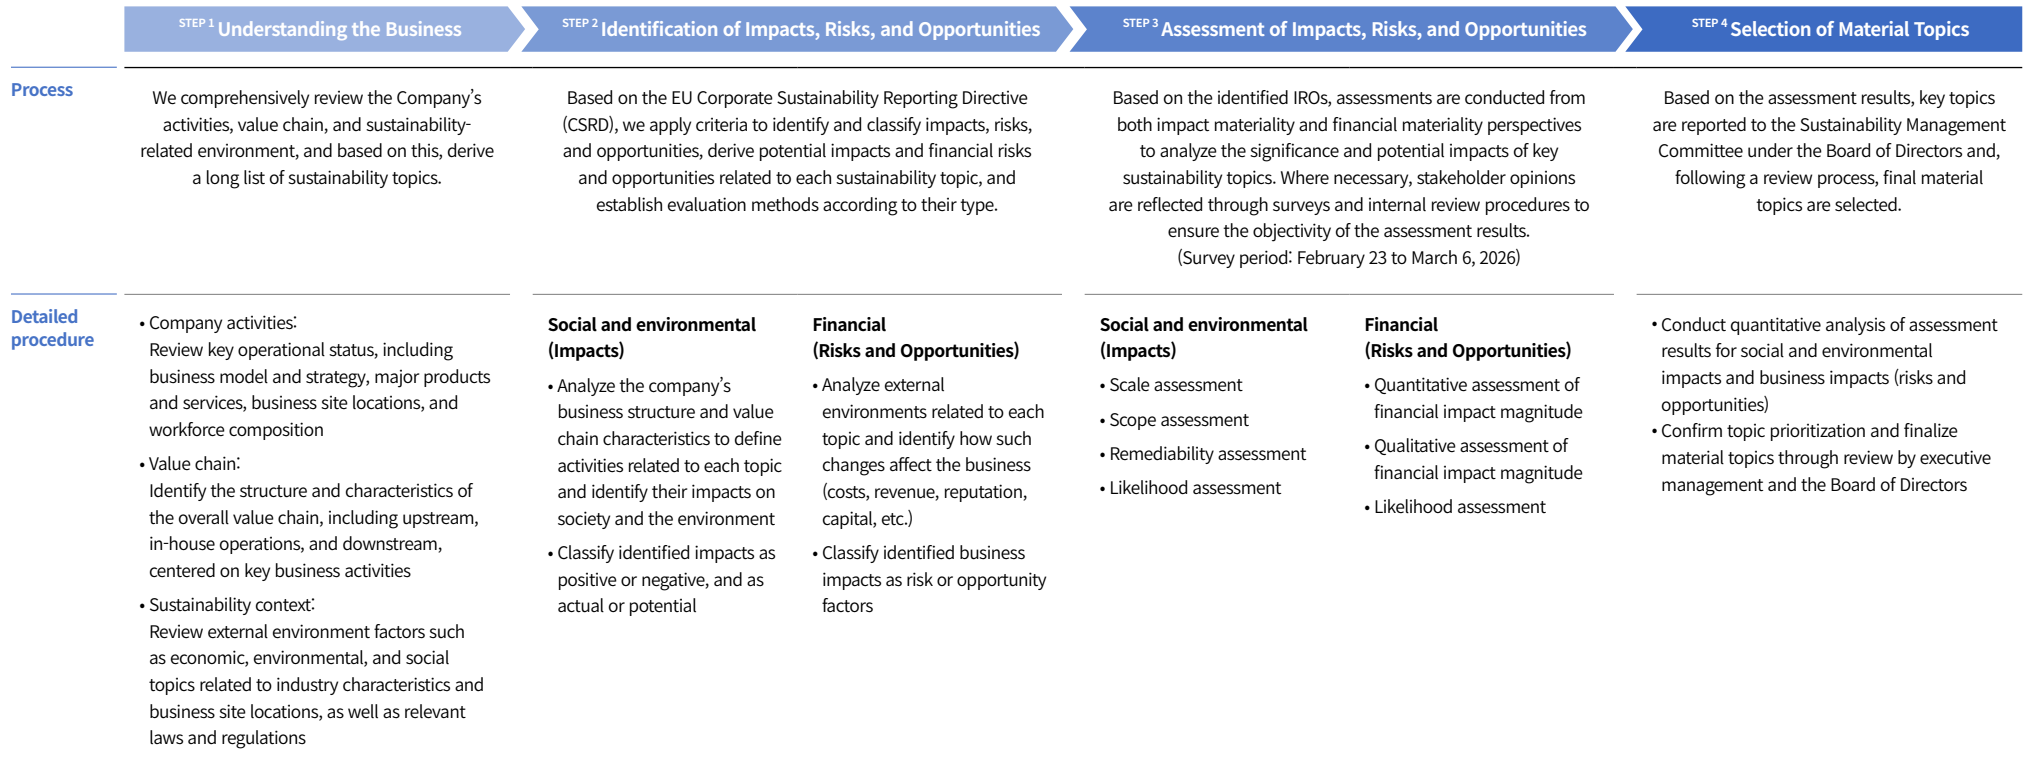 STEP 1 Understanding the Business
STEP 2 Identification of Impacts, Risks, and Opportunities
STEP 3 Assessment of Impacts, Risks, and Opportunities
STEP 4 Selection of Material Topics
Process
We comprehensively review the Company's
activities, value chain, and sustainability-
related environment, and based on this, derive
a long list of sustainability topics.
Based on the EU Corporate Sustainability Reporting Directive
(CSRD), we apply criteria to identify and classify impacts, risks,
and opportunities, derive potential impacts and financial risks
and opportunities related to each sustainability topic, and
establish evaluation methods according to their type.
Based on the identified IROs, assessments are conducted from
both impact materiality and financial materiality perspectives
to analyze the significance and potential impacts of key
sustainability topics. Where necessary, stakeholder opinions
are reflected through surveys and internal review procedures to
ensure the objectivity of the assessment results.
(Survey period: February 23 to March 6, 2026)
Based on the assessment results, key topics
are reported to the Sustainability Management
Committee under the Board of Directors and,
following a review process, final material
topics are selected.
Detailed
procedure
• Company activities:
Review key operational status, including
business model and strategy, major products
and services, business site locations, and
workforce composition
• Value chain:
Identify the structure and characteristics of
the overall value chain, including upstream,
in-house operations, and downstream,
centered on key business activities
• Sustainability context:
Review external environment factors such
as economic, environmental, and social
topics related to industry characteristics and
business site locations, as well as relevant
laws and regulations
Social and environmental
(Impacts)
• Analyze the company's
business structure and value
chain characteristics to define
activities related to each topic
and identify their impacts on
society and the environment
• Classify identified impacts as
positive or negative, and as
actual or potential
Financial
(Risks and Opportunities)
• Analyze external
environments related to each
topic and identify how such
changes affect the business
(costs, revenue, reputation,
capital, etc.)
• Classify identified business
impacts as risk or opportunity
factors
Social and environmental
(Impacts)
• Scale assessment
• Scope assessment
• Remediability assessment
• Likelihood assessment
Financial
(Risks and Opportunities)
• Quantitative assessment of
financial impact magnitude
• Qualitative assessment of
financial impact magnitude
• Likelihood assessment
• Conduct quantitative analysis of assessment
results for social and environmental
impacts and business impacts (risks and
opportunities)
• Confirm topic prioritization and finalize
material topics through review by executive
management and the Board of Directors